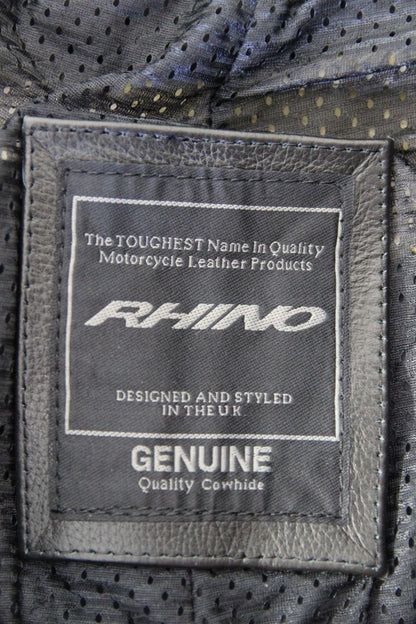 The TOUGHEST Name In Quality
Motorcycle Leather Products
RHINO
DESIGNED AND STYLED
IN THE UK
GENUINE
Quality Cowhide